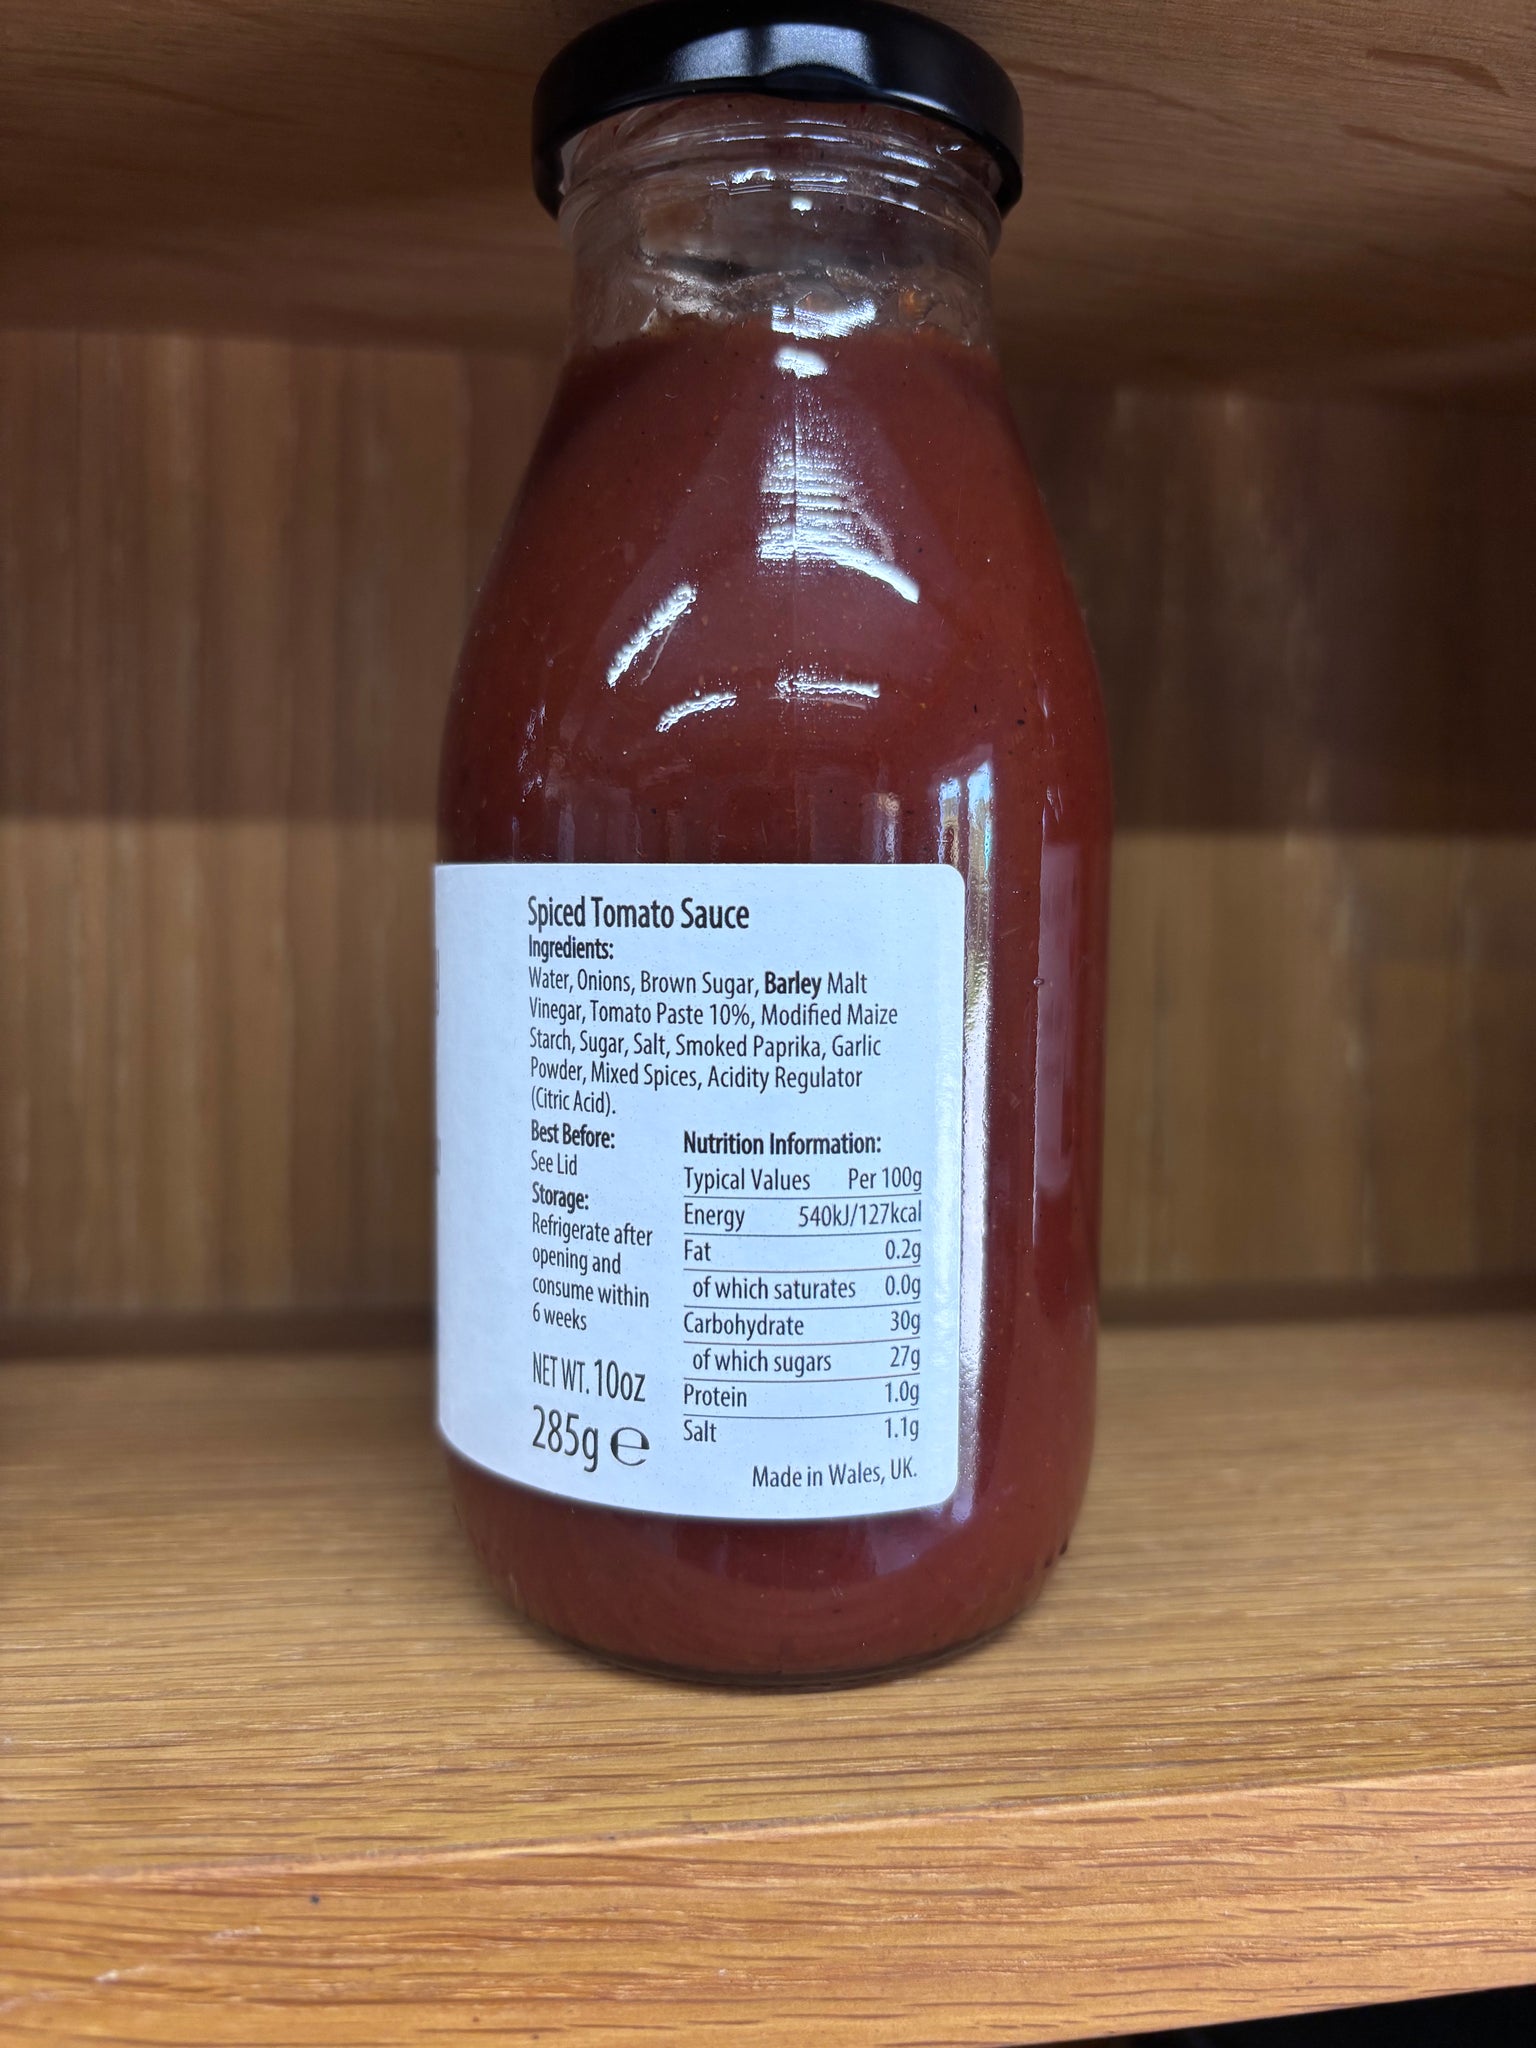 Spiced Tomato Sauce
Ingredients:
Water, Onions, Brown Sugar, Barley Malt
Vinegar, Tomato Paste 10%, Modified Maize
Starch, Sugar, Salt, Smoked Paprika, Garlic
Powder, Mixed Spices, Acidity Regulator
(Citric Acid).
Best Before:
See Lid
Storage:
Refrigerate after
opening and
consume within
6 weeks
NET WT. 10oz
285g ℮
Nutrition Information:
Typical Values Per 100g
Energy 540kJ/127kcal
Fat 0.2g
of which saturates 0.0g
Carbohydrate 30g
of which sugars 27g
Protein 1.0g
Salt 1.1g
Made in Wales, UK.